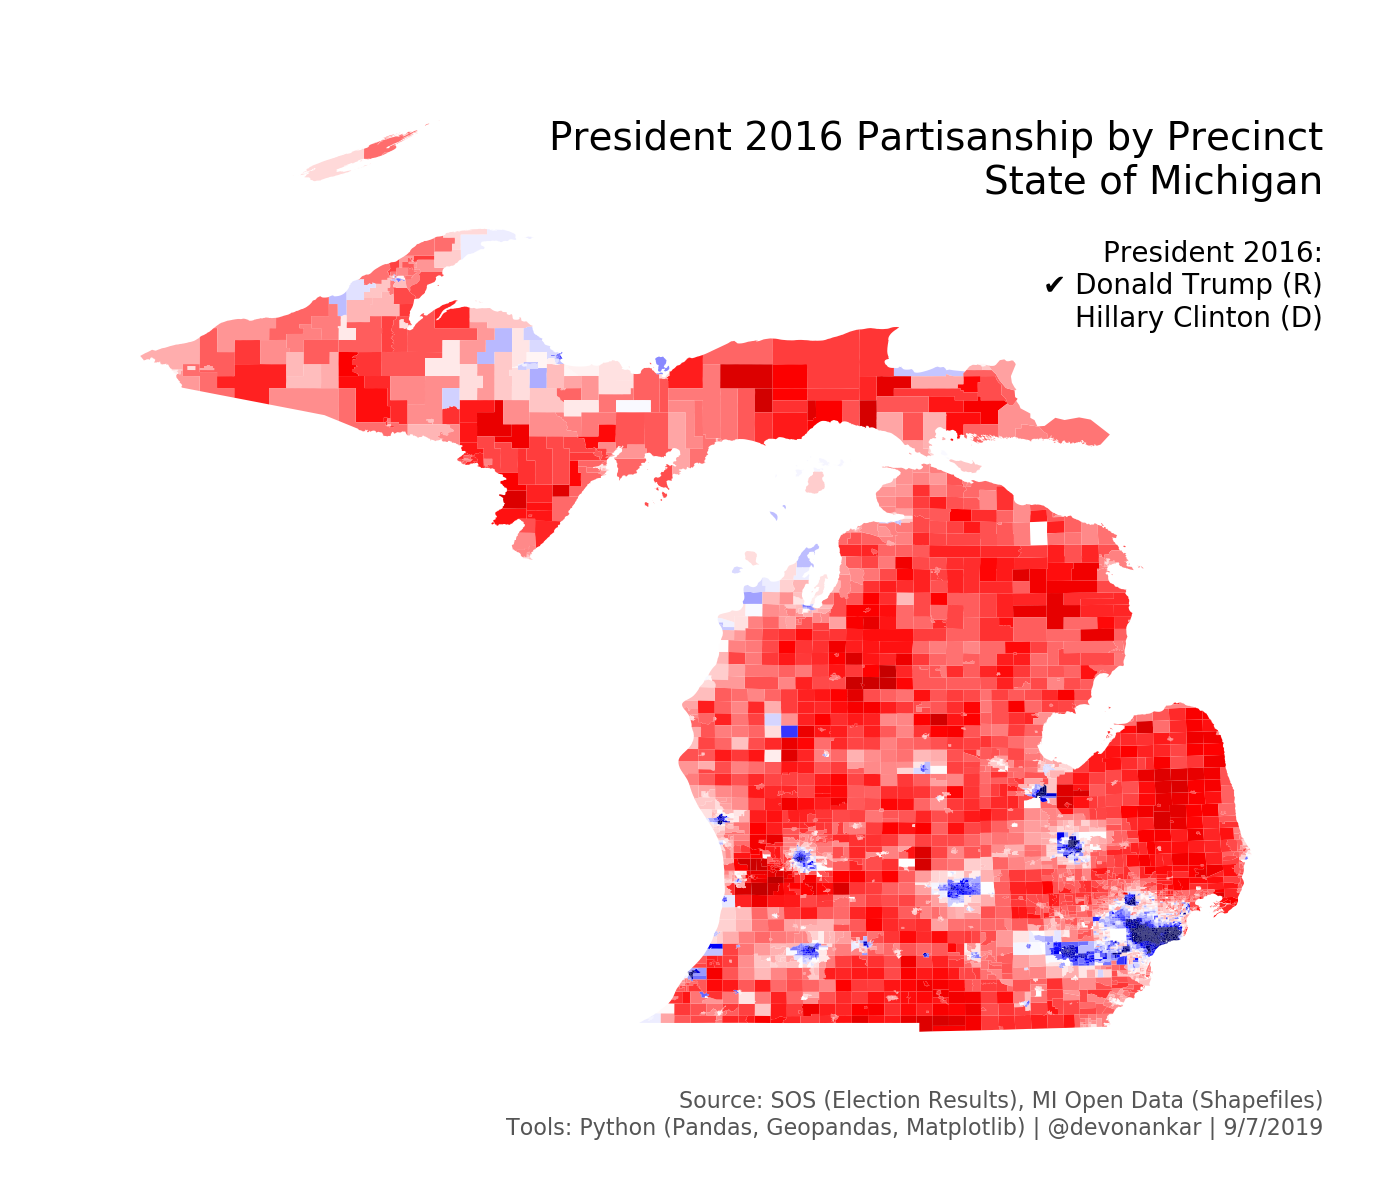 President 2016 Partisanship by Precinct
State of Michigan
President 2016:
✔ Donald Trump (R)
Hillary Clinton (D)
Source: SOS (Election Results), MI Open Data (Shapefiles)
Tools: Python (Pandas, Geopandas, Matplotlib) | @devonankar | 9/7/2019